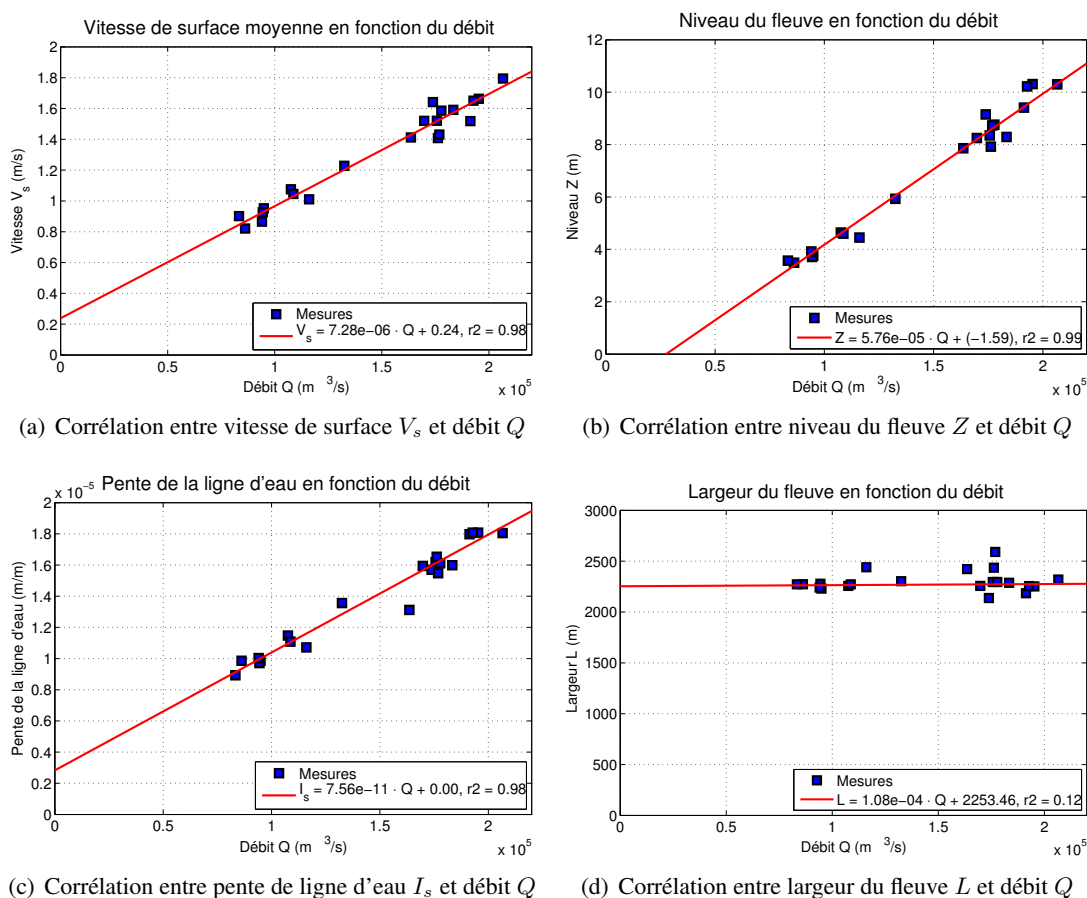 Vitesse de surface moyenne en fonction du débit
2
1.8
1.6
1.4
1.2
1
0.8
0.6
0.4
0.2
0
Vitesse V_s (m/s)
Mesures
V_s = 7.28e−06 · Q + 0.24, r2 = 0.98
0 0.5 1 1.5 2
x 10^5
Débit Q (m ^3/s)
(a) Corrélation entre vitesse de surface V_s et débit Q
Niveau du fleuve en fonction du débit
12
10
8
6
4
2
0
Niveau Z (m)
Mesures
Z = 5.76e−05 · Q + (−1.59), r2 = 0.99
0 0.5 1 1.5 2
x 10^5
Débit Q (m ^3/s)
(b) Corrélation entre niveau du fleuve Z et débit Q
x 10^−5 Pente de la ligne d'eau en fonction du débit
2
1.8
1.6
1.4
1.2
1
0.8
0.6
0.4
0.2
0
Pente de la ligne d'eau (m/m)
Mesures
I_s = 7.56e−11 · Q + 0.00, r2 = 0.98
0 0.5 1 1.5 2
x 10^5
Débit Q (m ^3/s)
(c) Corrélation entre pente de ligne d'eau I_s et débit Q
Largeur du fleuve en fonction du débit
3000
2500
2000
1500
1000
500
0
Largeur L (m)
Mesures
L = 1.08e−04 · Q + 2253.46, r2 = 0.12
0 0.5 1 1.5 2
x 10^5
Débit Q (m ^3/s)
(d) Corrélation entre largeur du fleuve L et débit Q